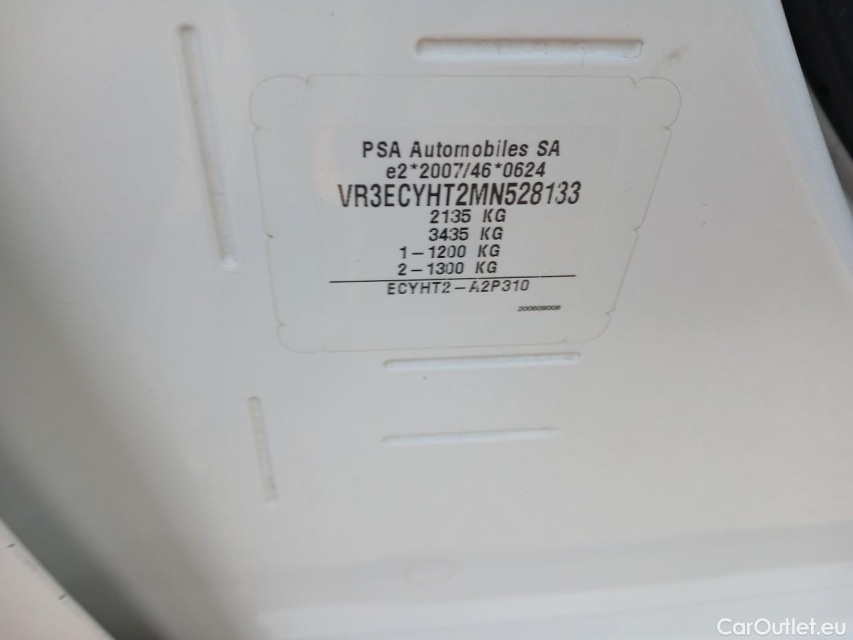 PSA Automobiles SA
e2*2007/46*0624
VR3ECYHT2MN528133
2135 KG
3435 KG
1-1200 KG
2-1300 KG
ECYHT2-A2P310
200609008
CarOutlet.eu